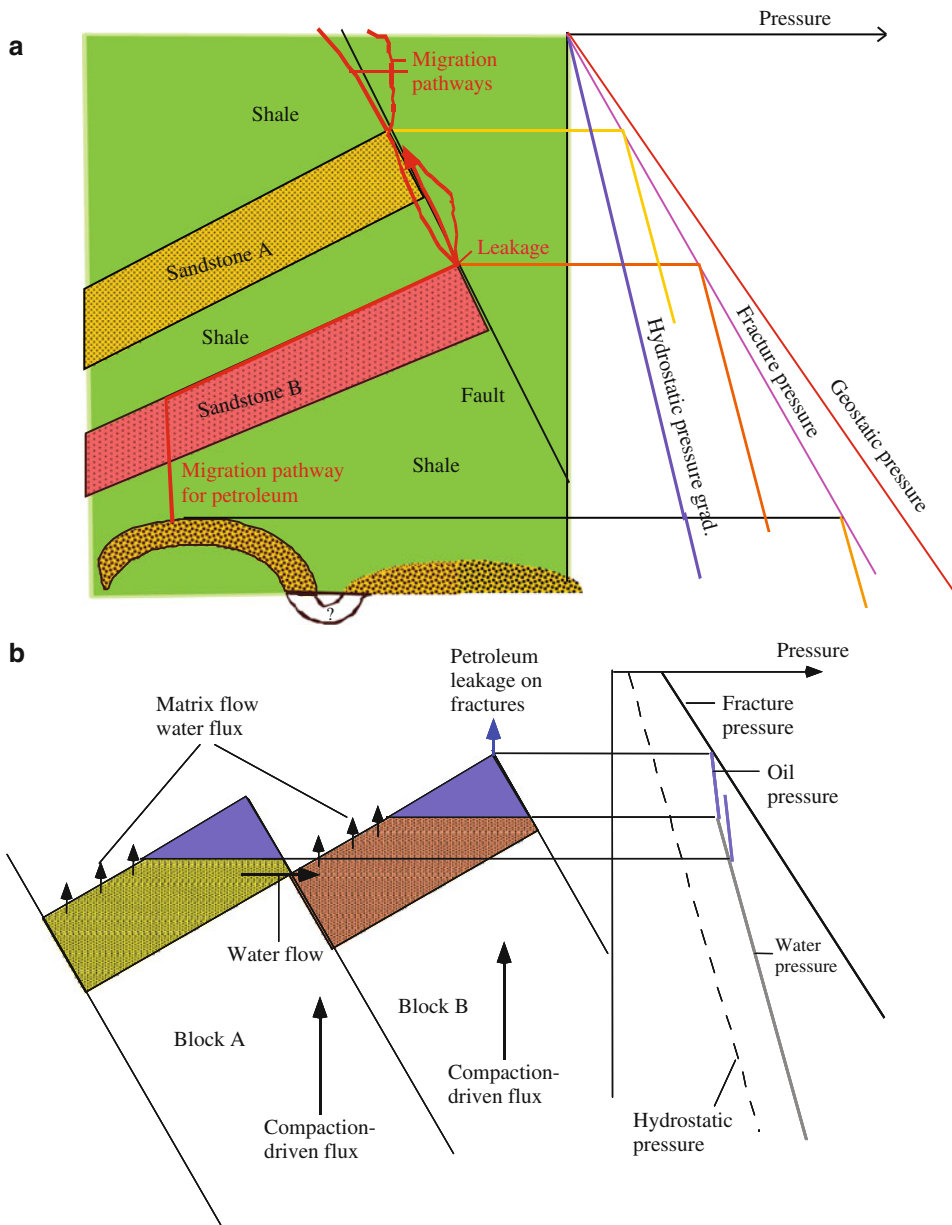 a
Pressure
Migration
pathways
Shale
Sandstone A
Leakage
Shale
Sandstone B
Fault
Shale
Migration pathway
for petroleum
?
Hydrostatic pressure grad.
Fracture pressure
Geostatic pressure
b
Pressure
Petroleum
leakage on
fractures
Matrix flow
water flux
Fracture
pressure
Oil
pressure
Water flow
Water
pressure
Block A
Block B
Compaction-
driven flux
Compaction-
driven flux
Hydrostatic
pressure